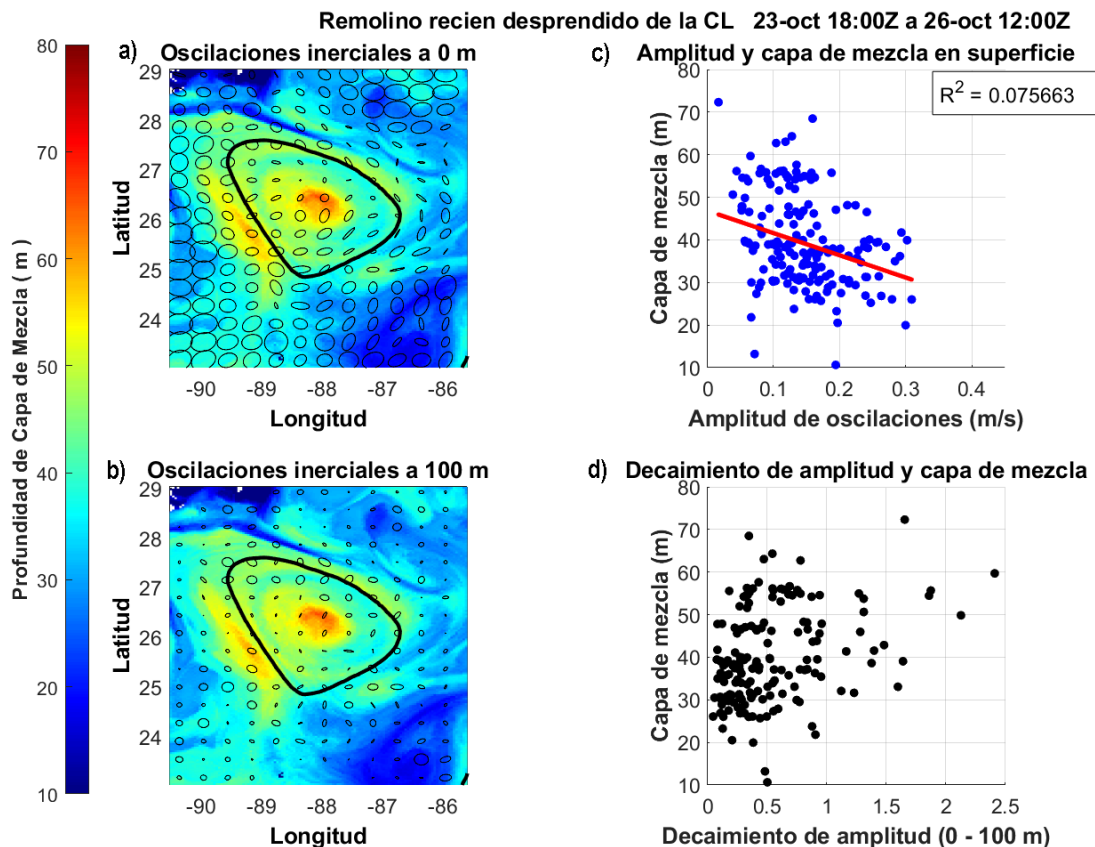 Remolino recien desprendido de la CL 23-oct 18:00Z a 26-oct 12:00Z
Profundidad de Capa de Mezcla ( m )
80
70
60
50
40
30
20
10
a) Oscilaciones inerciales a 0 m
Latitud
29
28
27
26
25
24
-90 -89 -88 -87 -86
Longitud
c) Amplitud y capa de mezcla en superficie
R² = 0.075663
Capa de mezcla (m)
80
70
60
50
40
30
20
10
0 0.1 0.2 0.3 0.4
Amplitud de oscilaciones (m/s)
b) Oscilaciones inerciales a 100 m
Latitud
29
28
27
26
25
24
-90 -89 -88 -87 -86
Longitud
d) Decaimiento de amplitud y capa de mezcla
Capa de mezcla (m)
80
70
60
50
40
30
20
10
0 0.5 1 1.5 2 2.5
Decaimiento de amplitud (0 - 100 m)